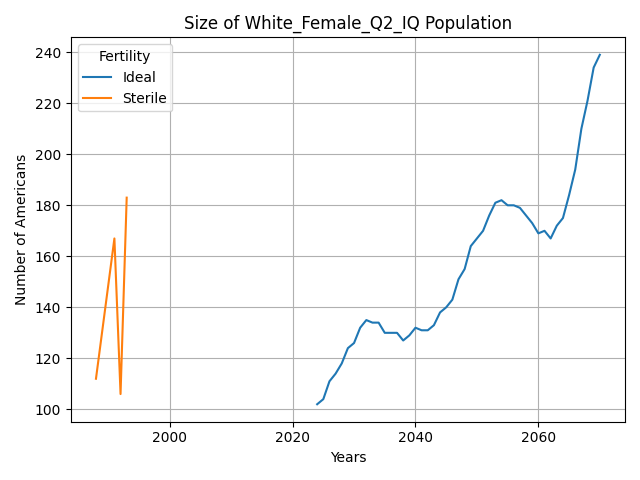 Size of White_Female_Q2_IQ Population
Fertility
Ideal
Sterile
Number of Americans
240
220
200
180
160
140
120
100
2000
2020
2040
2060
Years